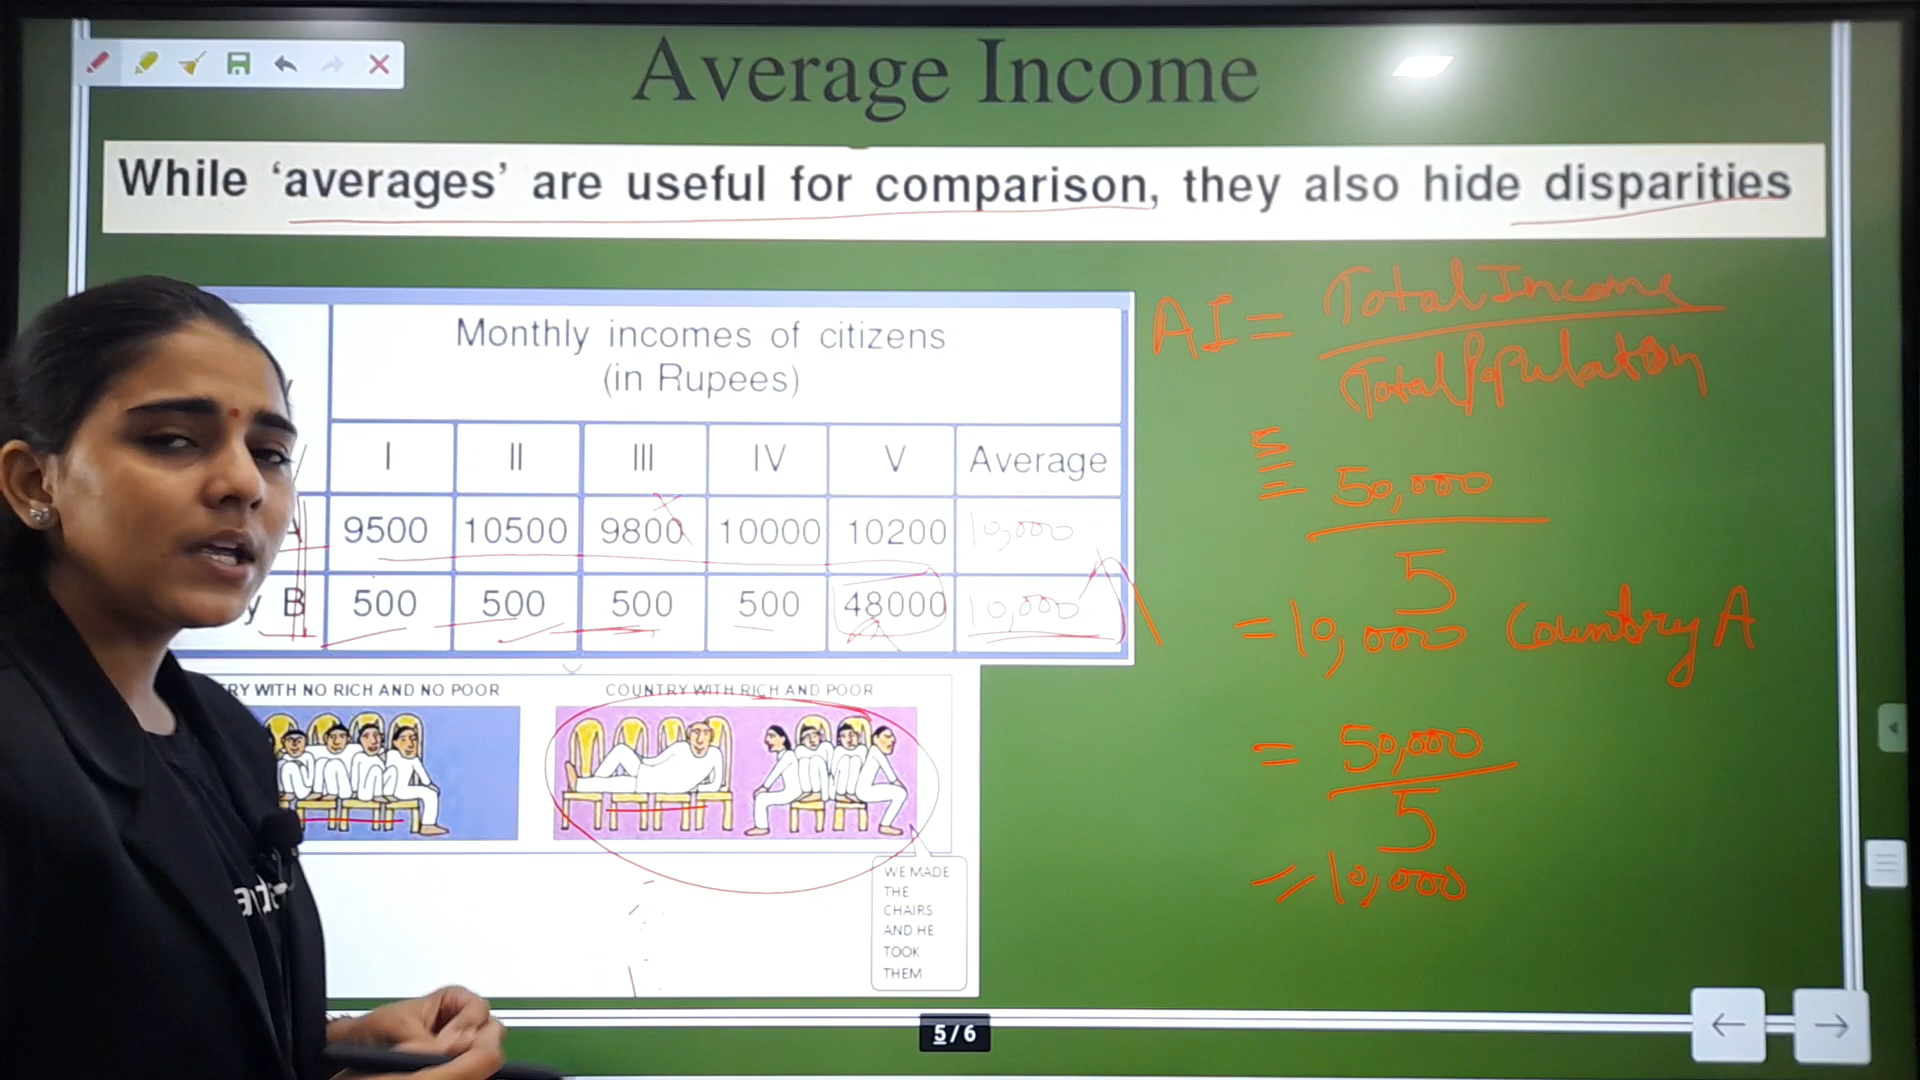 Average Income
While ‘averages’ are useful for comparison, they also hide disparities
Monthly incomes of citizens
(in Rupees)
I II III IV V Average
9500 10500 9800 10000 10200 10,000
y B 500 500 500 500 48000 10,000
RY WITH NO RICH AND NO POOR
COUNTRY WITH RICH AND POOR
WE MADE
THE
CHAIRS
AND HE
TOOK
THEM
AI = Total Income
Total Population
= 50,000
5
= 10,000 Country A
= 50,000
5
= 10,000
5/6